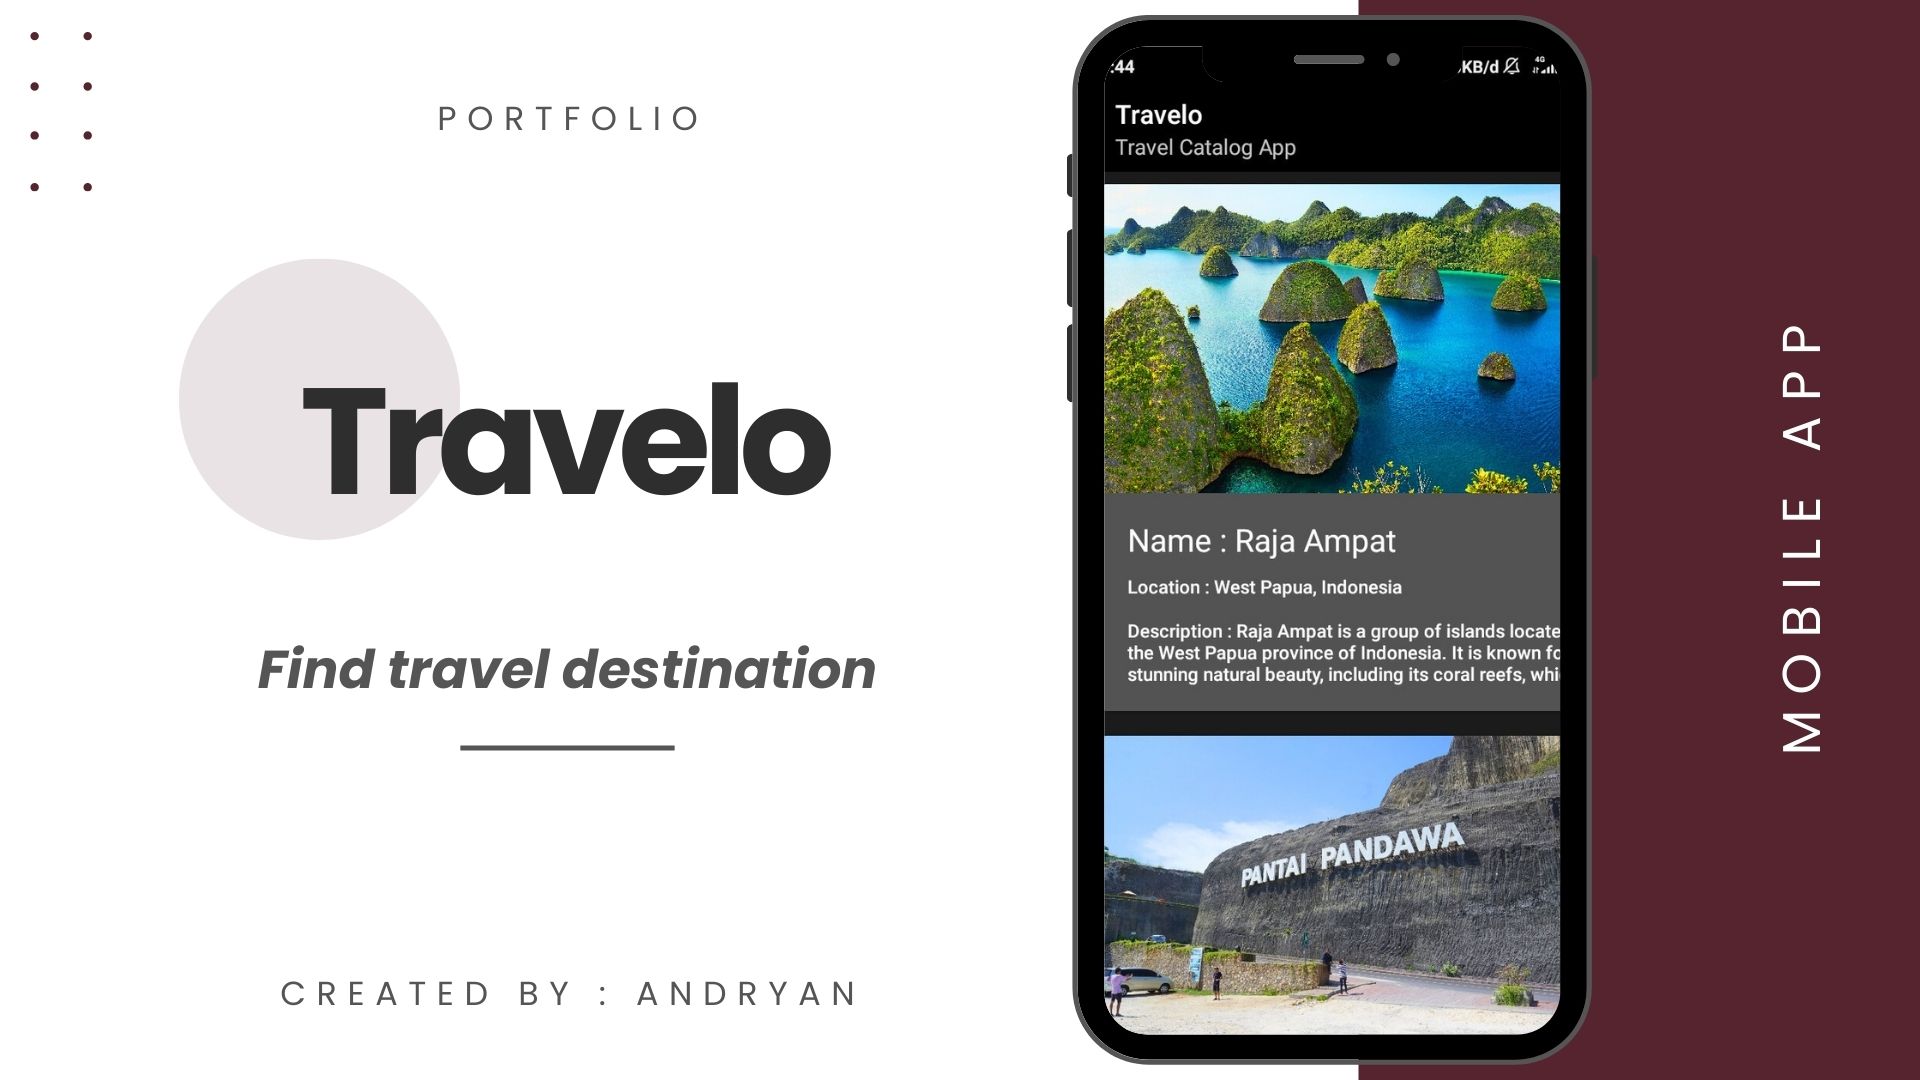 PORTFOLIO
Travelo
Find travel destination
CREATED BY : ANDRYAN
:44
KB/d
4G
Travelo
Travel Catalog App
Name : Raja Ampat
Location : West Papua, Indonesia
Description : Raja Ampat is a group of islands locate
the West Papua province of Indonesia. It is known fo
stunning natural beauty, including its coral reefs, whi
PANTAI PANDAWA
MOBILE APP